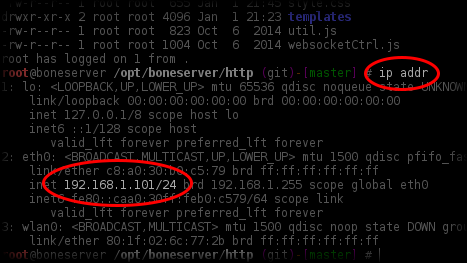 -rw-r--r-- 1 root root 855 Jan 1 21:45 style.css
drwxr-xr-x 2 root root 4096 Jan 1 21:23 templates
-rw-r--r-- 1 root root 823 Oct 6 2014 util.js
-rw-r--r-- 1 root root 1004 Oct 6 2014 websocketCtrl.js
root has logged on from .
root@boneserver /opt/boneserver/http (git)-[master] # ip addr
1: lo: <LOOPBACK,UP,LOWER_UP> mtu 65536 qdisc noqueue state UNKNOWN
link/loopback 00:00:00:00:00:00 brd 00:00:00:00:00:00
inet 127.0.0.1/8 scope host lo
inet6 ::1/128 scope host
valid_lft forever preferred_lft forever
2: eth0: <BROADCAST,MULTICAST,UP,LOWER_UP> mtu 1500 qdisc pfifo_fa
link/ether c8:a0:30: :c5:79 brd ff:ff:ff:ff:ff:ff
inet 192.168.1.101/24 brd 192.168.1.255 scope global eth0
inet6 fe80::caa0:30ff:feb0:c579/64 scope link
valid_lft forever preferred_lft forever
3: wlan0: <BROADCAST,MULTICAST> mtu 1500 qdisc noop state DOWN gro
link/ether 80:1f:02:6c:77:2b brd ff:ff:ff:ff:ff:ff
root@boneserver /opt/boneserver/http (git)-[master] #